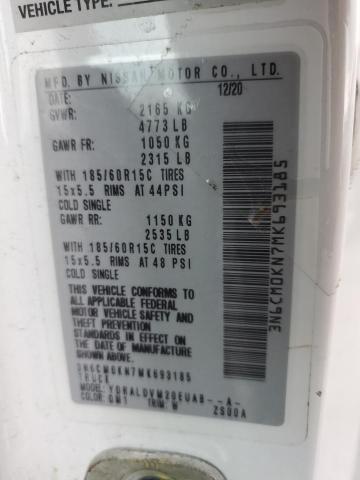 VEHICLE TYPE:
MFD. BY NISSAN MOTOR CO., LTD.
DATE: 12/20
GVWR: 2165 KG
4773 LB
GAWR FR: 1050 KG
2315 LB
WITH 185/60R15C TIRES
15x5.5 RIMS AT 44PSI
COLD SINGLE
GAWR RR: 1150 KG
2535 LB
WITH 185/60R15C TIRES
15x5.5 RIMS AT 48 PSI
COLD SINGLE
THIS VEHICLE CONFORMS TO
ALL APPLICABLE FEDERAL
MOTOR VEHICLE SAFETY
STANDARDS IN EFFECT ON THE
DATE OF MANUFACTURE
SHOWN ABOVE.
3N6CM0KN7MK693185
TRUCK
MODEL:
COLOR: QM1 TRIM: W ZS00A
3N6CM0KN7MK693185